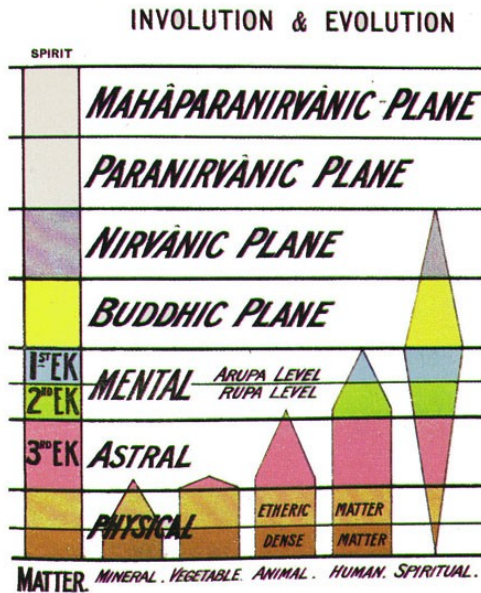 INVOLUTION & EVOLUTION
SPIRIT
MAHÂPARANIRVÂNIC PLANE
PARANIRVÂNIC PLANE
NIRVÂNIC PLANE
BUDDHIC PLANE
1ST EK
MENTAL
ARUPA LEVEL
2ND EK
RUPA LEVEL
3RD EK
ASTRAL
PHYSICAL
ETHERIC MATTER
DENSE MATTER
MATTER. MINERAL. VEGETABLE. ANIMAL. HUMAN. SPIRITUAL.